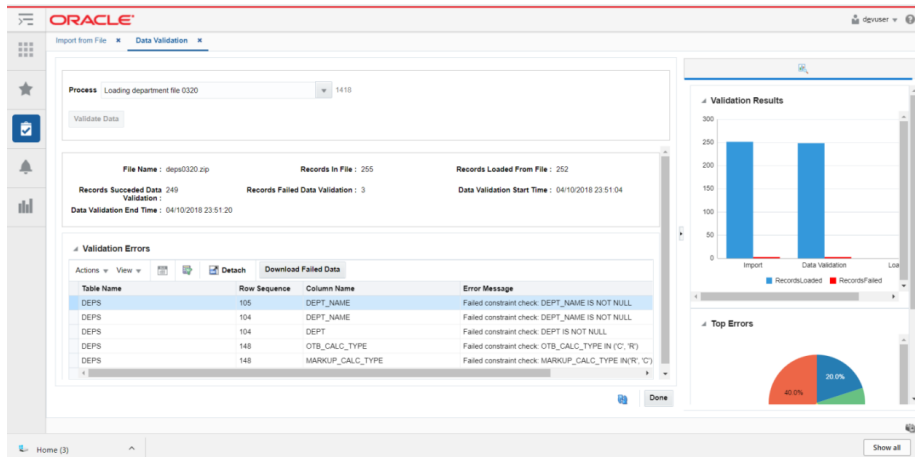 ORACLE
devuser
Import from File
Data Validation
Process Loading department file 0320 1418
Validate Data
File Name : deps0320.zip Records In File : 255 Records Loaded From File : 252
Records Succeded Data Validation : 249 Records Failed Data Validation : 3 Data Validation Start Time : 04/10/2018 23:51:04
Data Validation End Time : 04/10/2018 23:51:20
Validation Errors
Actions View Detach Download Failed Data
Table Name Row Sequence Column Name Error Message
DEPS 105 DEPT_NAME Failed constraint check: DEPT_NAME IS NOT NULL
DEPS 104 DEPT_NAME Failed constraint check: DEPT_NAME IS NOT NULL
DEPS 104 DEPT Failed constraint check: DEPT IS NOT NULL
DEPS 148 OTB_CALC_TYPE Failed constraint check: OTB_CALC_TYPE IN ('C', 'R')
DEPS 148 MARKUP_CALC_TYPE Failed constraint check: MARKUP_CALC_TYPE IN('R', 'C')
Done
Validation Results
300
250
200
150
100
50
0
Import Data Validation Loa
RecordsLoaded RecordsFailed
Top Errors
20.0%
40.0%
Home (3)
Show all